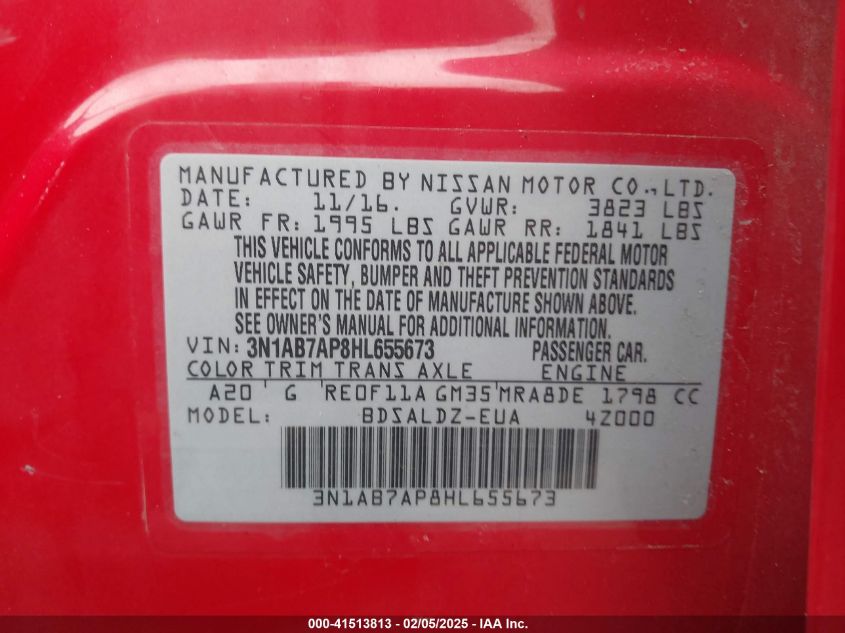 MANUFACTURED BY NISSAN MOTOR CO., LTD.
DATE: 11/16. GVWR: 3823 LBS
GAWR FR: 1995 LBS GAWR RR: 1841 LBS
THIS VEHICLE CONFORMS TO ALL APPLICABLE FEDERAL MOTOR
VEHICLE SAFETY, BUMPER AND THEFT PREVENTION STANDARDS
IN EFFECT ON THE DATE OF MANUFACTURE SHOWN ABOVE.
SEE OWNER'S MANUAL FOR ADDITIONAL INFORMATION.
VIN: 3N1AB7AP8HL655673 PASSENGER CAR.
COLOR TRIM TRANS AXLE ENGINE
A20 G RE0F11A GM35 MRA8DE 1798 CC
MODEL: BDSALDZ-EUA 4Z000
3N1AB7AP8HL655673
000-41513813 - 02/05/2025 - IAA Inc.